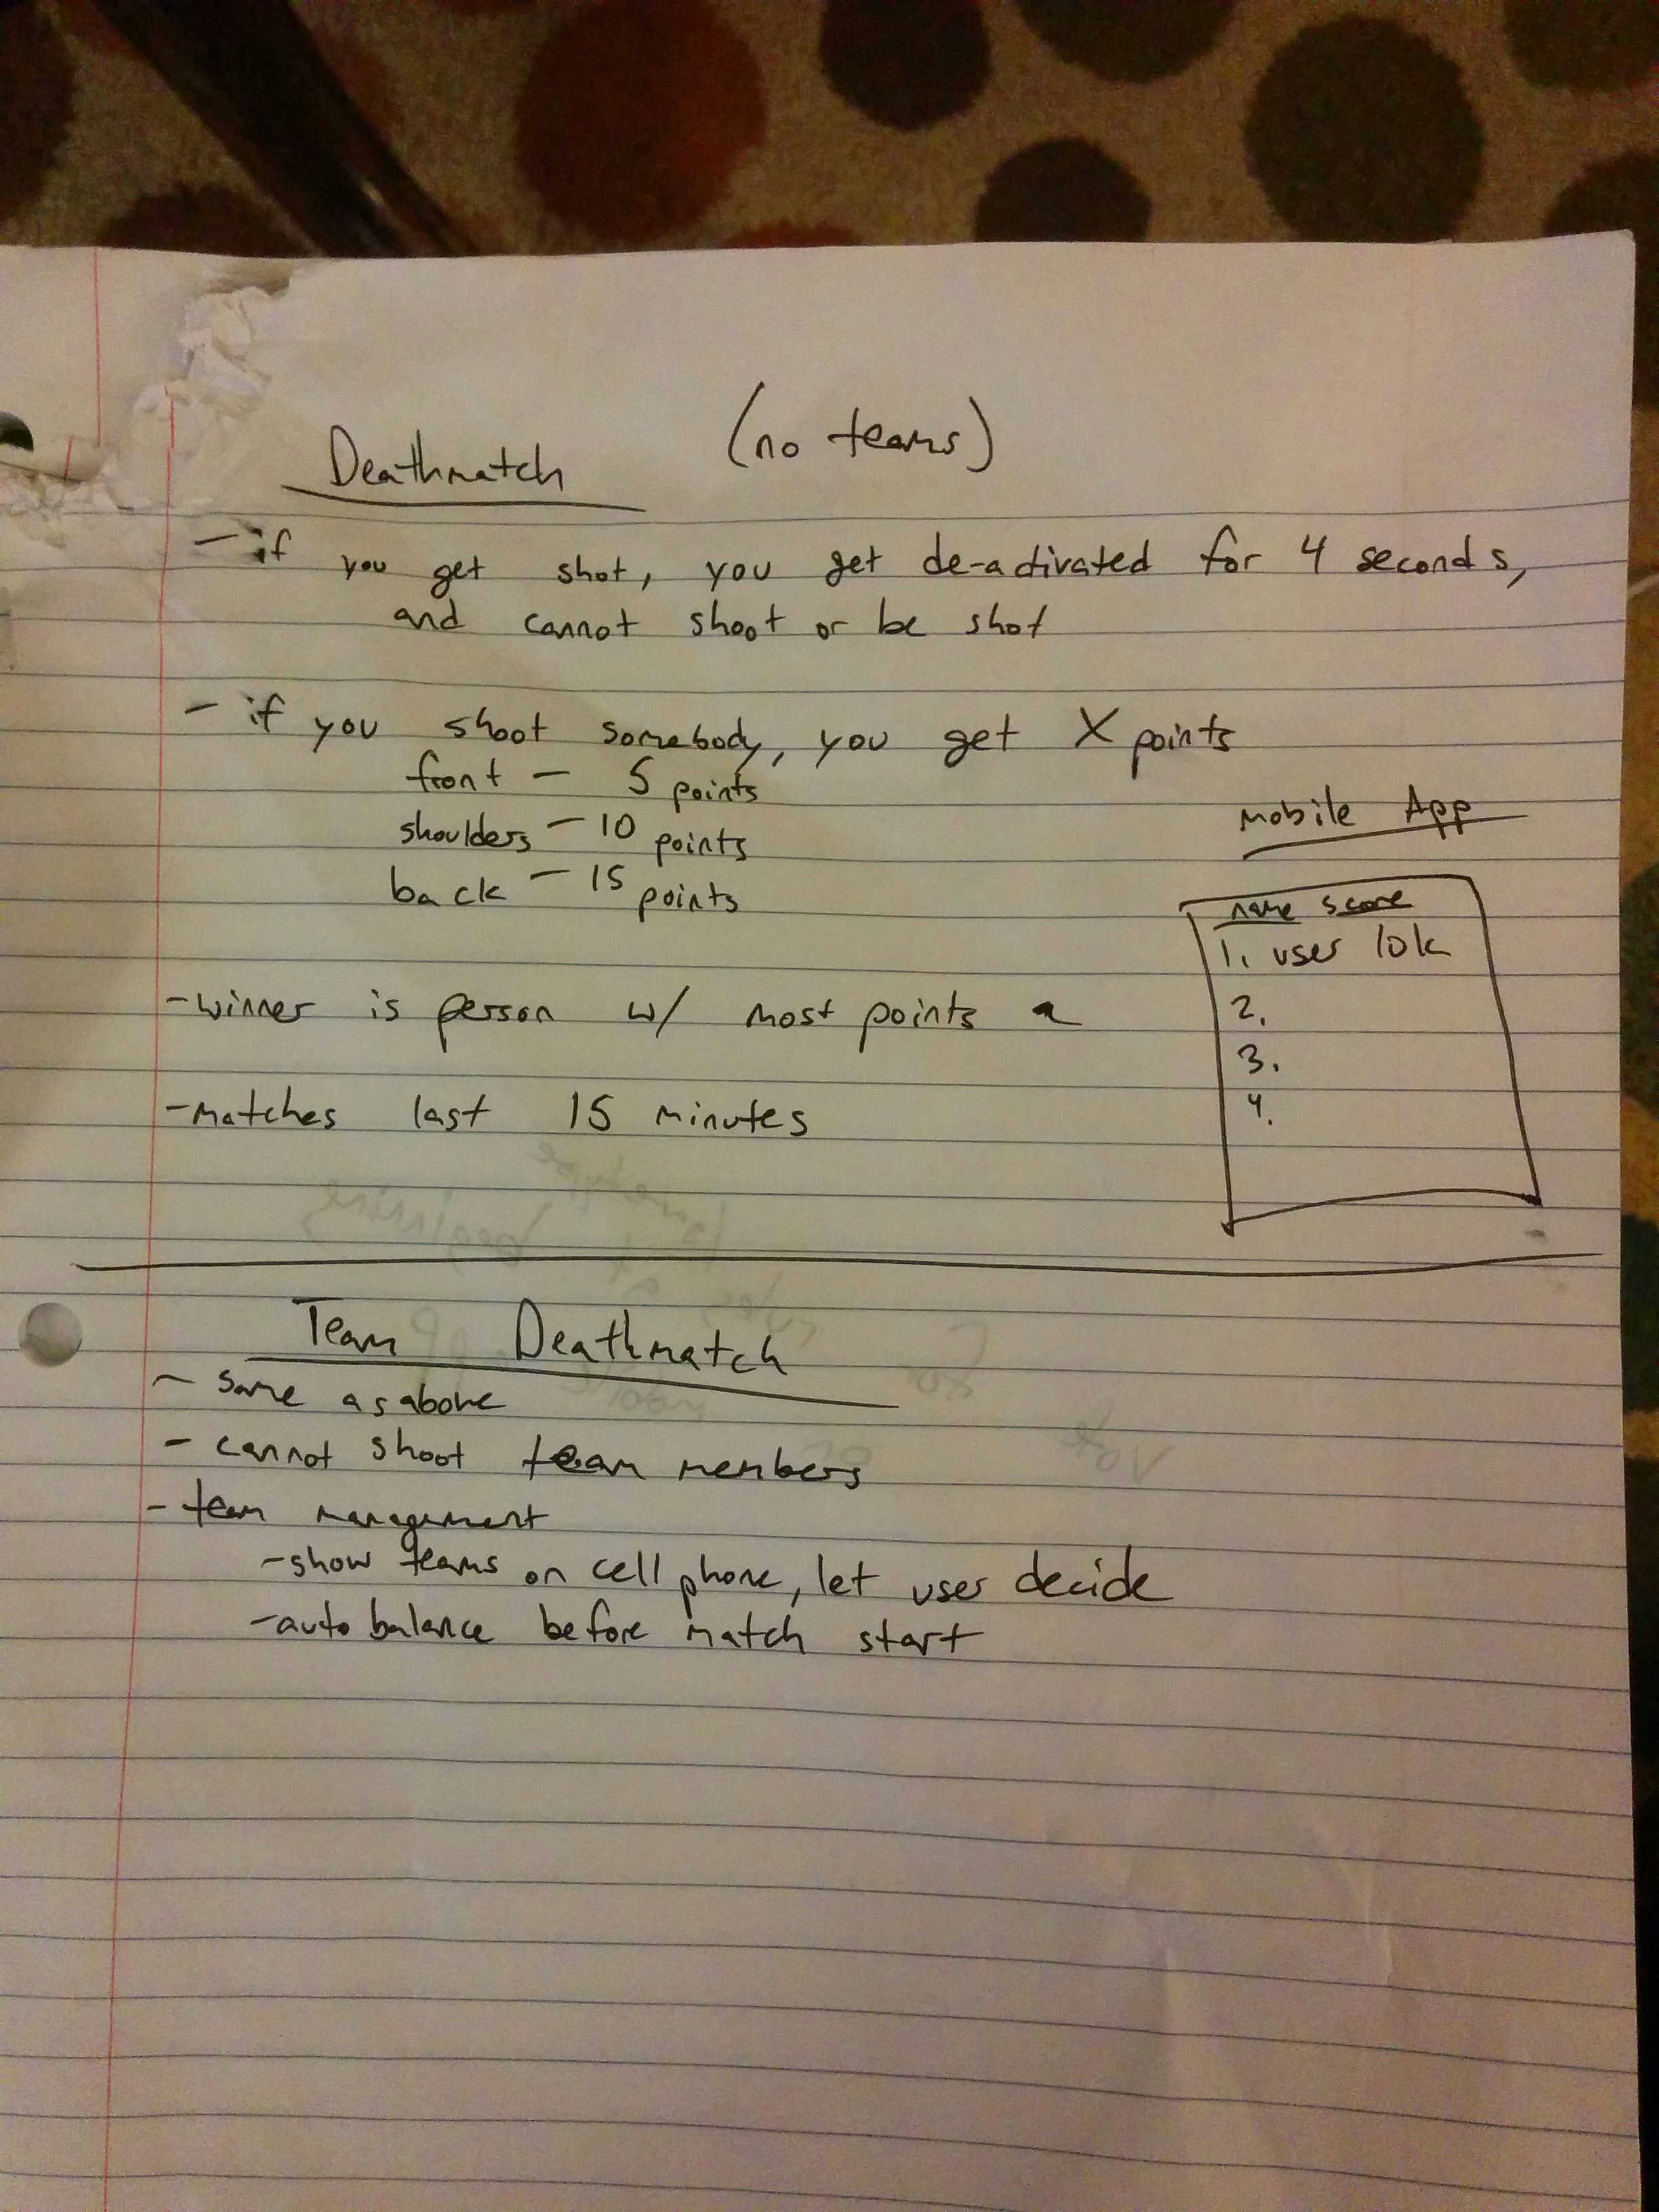 Deathmatch (no teams)
- if you get shot, you get de-activated for 4 seconds,
and cannot shoot or be shot
- if you shoot somebody, you get X points
front - 5 points
shoulders - 10 points
back - 15 points
Mobile App
name score
1. user 10k
2.
3.
4.
- winner is person w/ most points a
- matches last 15 minutes
Team Deathmatch
- same as above
- cannot shoot team members
- team management
- show teams on cell phone, let user decide
- auto balance before match start